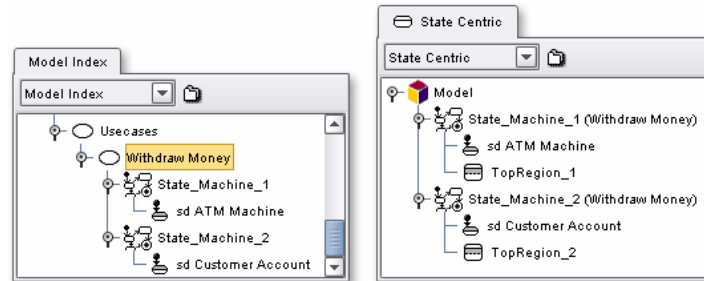 Model Index
Model Index
Usecases
Withdraw Money
State_Machine_1
sd ATM Machine
State_Machine_2
sd Customer Account
State Centric
State Centric
Model
State_Machine_1 (Withdraw Money)
sd ATM Machine
TopRegion_1
State_Machine_2 (Withdraw Money)
sd Customer Account
TopRegion_2